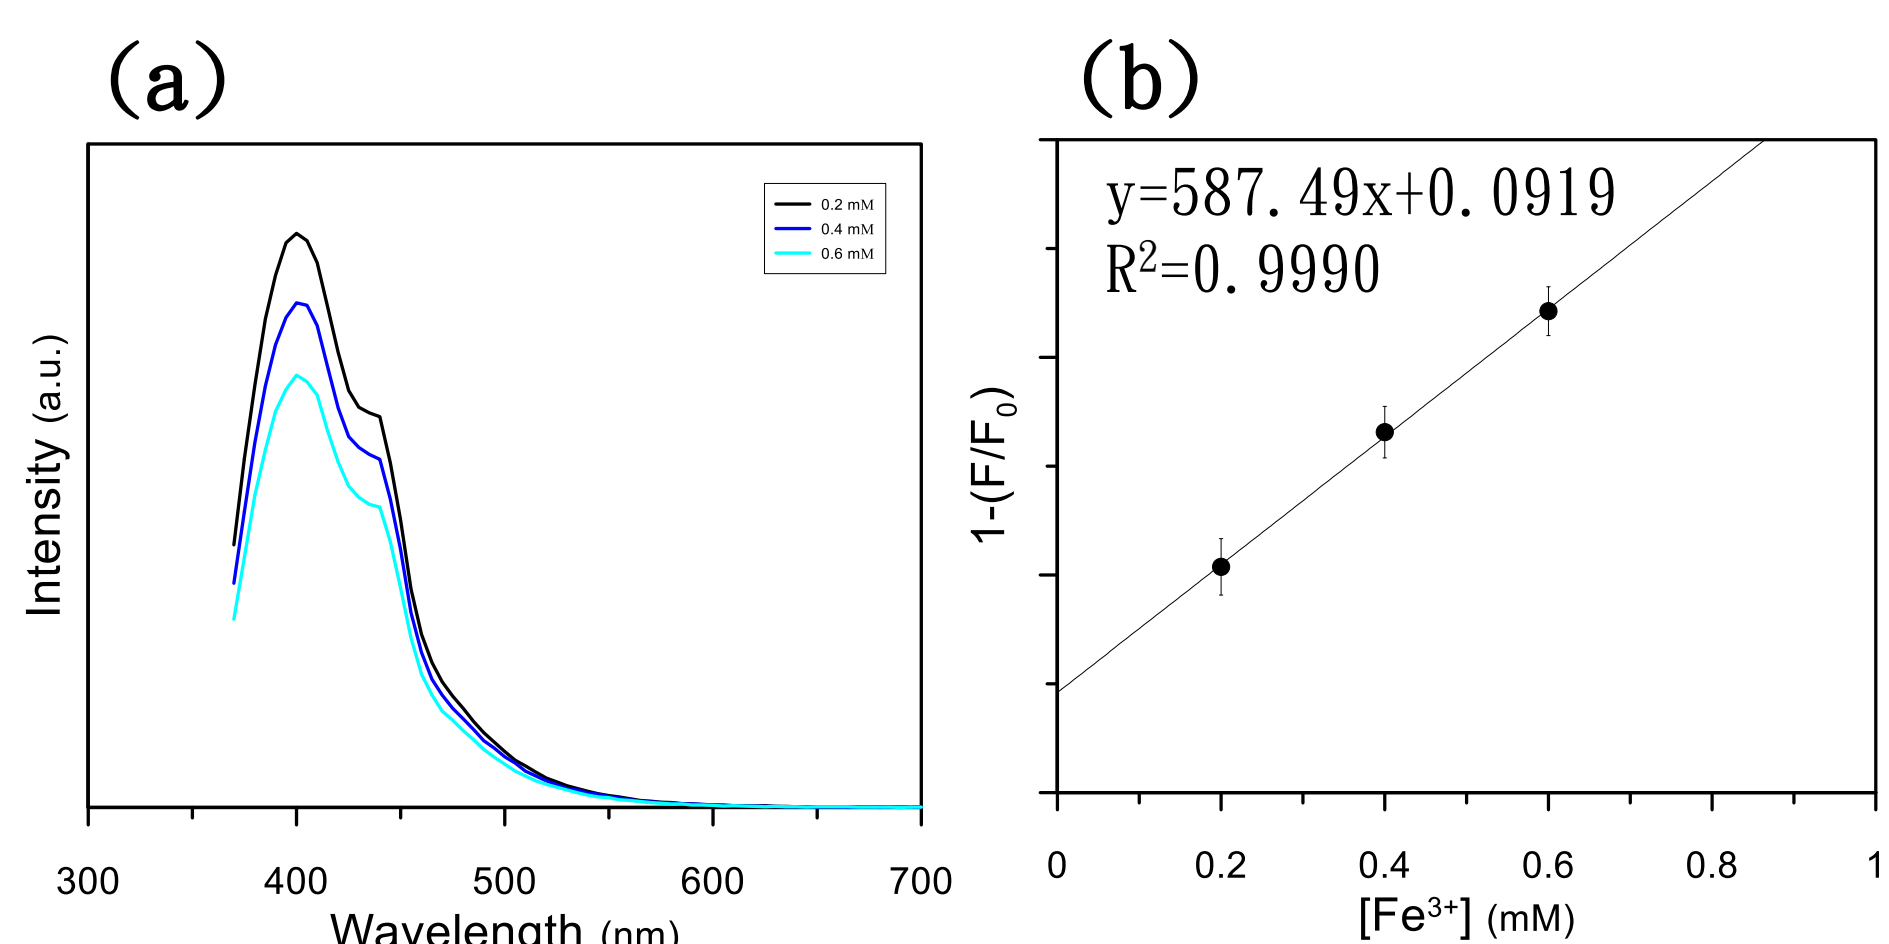 (a)
0.2 mM
0.4 mM
0.6 mM
Intensity (a.u.)
300 400 500 600 700
Wavelength (nm)
(b)
y=587.49x+0.0919
R²=0.9990
1-(F/F₀)
0 0.2 0.4 0.6 0.8 1
[Fe³⁺] (mM)